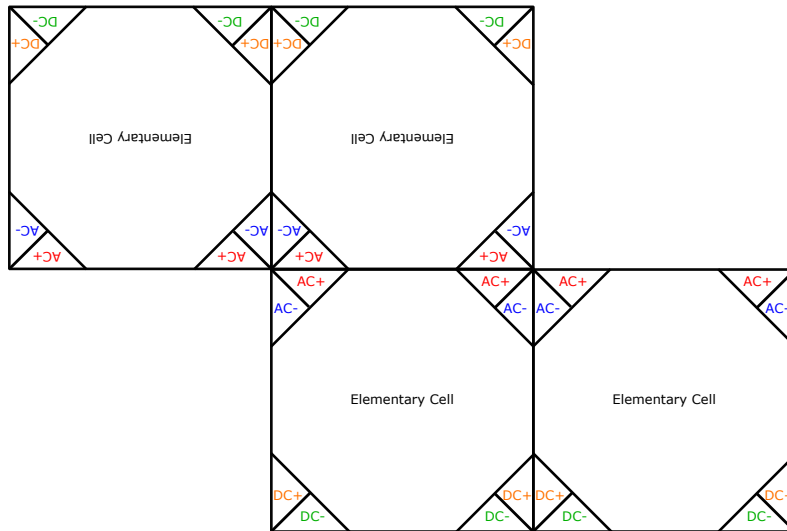 DC- DC- DC- DC-
DC+ DC+ DC+ DC+
Elementary Cell Elementary Cell
AC- AC- AC- AC-
AC+ AC+ AC+ AC+
AC+ AC+ AC+ AC+
AC- AC- AC- AC-
Elementary Cell Elementary Cell
DC+ DC+ DC+ DC+
DC- DC- DC- DC-